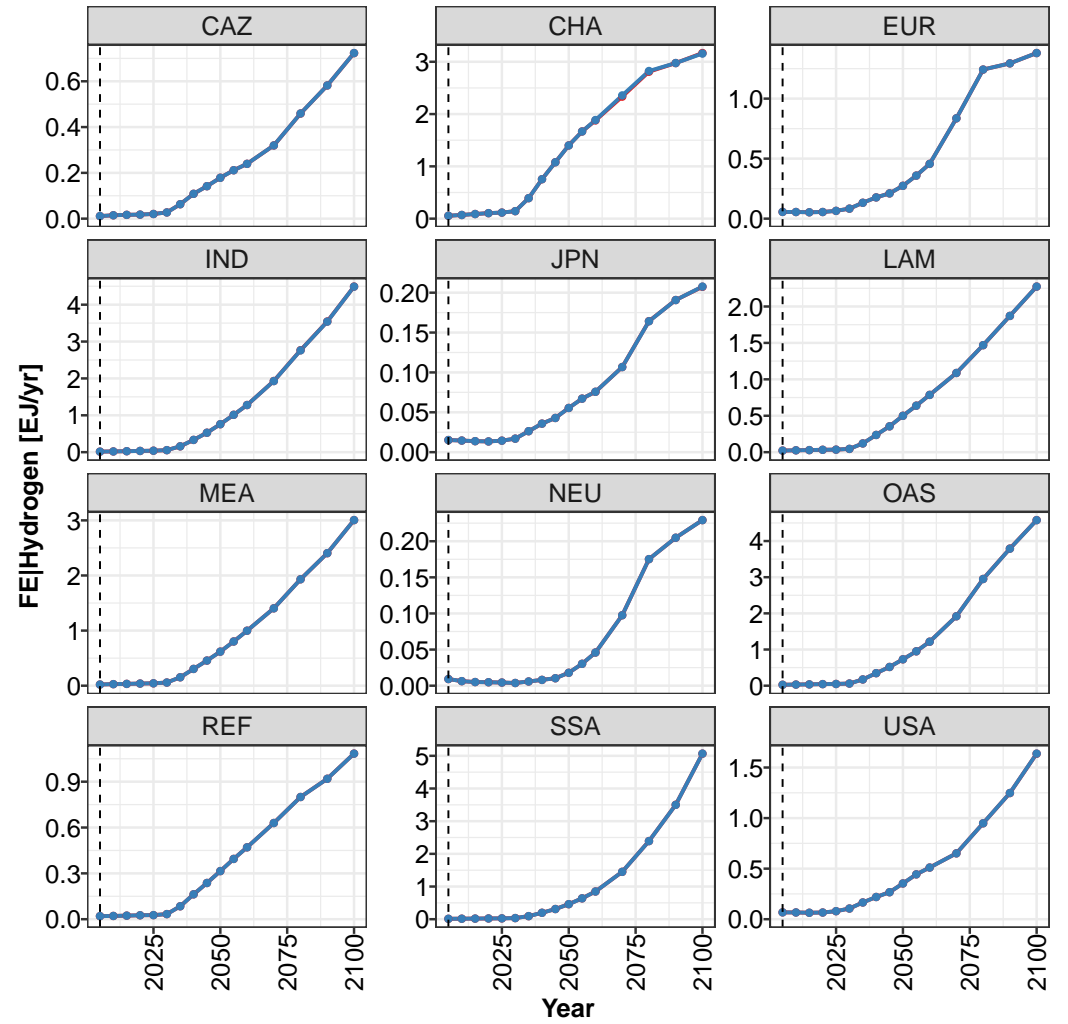 CAZ CHA EUR
0.6 3 1.0
0.4 2 0.5
0.2 1
0.0 0 0.0
IND JPN LAM
4 0.20 2.0
3 0.15 1.5
2 0.10 1.0
1 0.05 0.5
0 0.00 0.0
MEA NEU OAS
3 0.20 4
2 0.15 3
1 0.10 2
0.05 1
0 0.00 0
REF SSA USA
0.9 5 1.5
0.6 4 1.0
0.3 3 0.5
0.0 2 0.0
1
0
2025 2050 2075 2100 2025 2050 2075 2100 2025 2050 2075 2100
Year
FE|Hydrogen [EJ/yr]